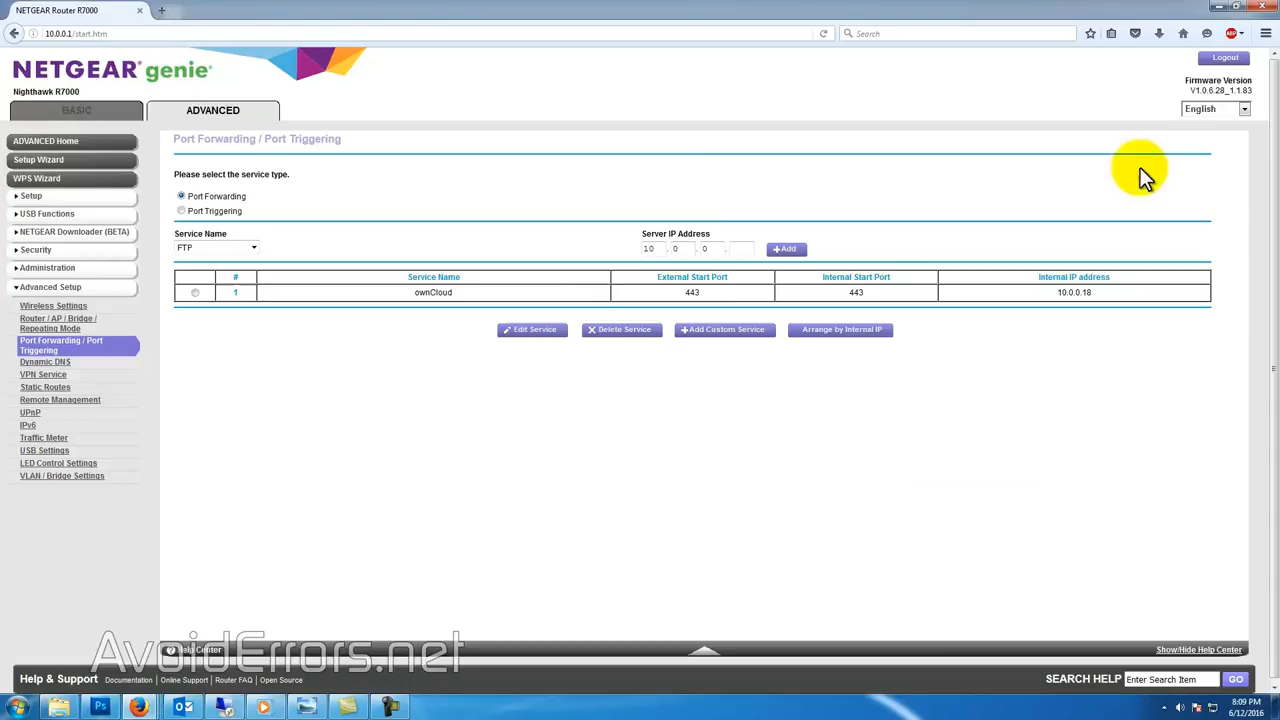 NETGEAR Router R7000
10.0.0.1/start.htm
Search
ABP
NETGEAR® genie®
Logout
Nighthawk R7000
Firmware Version
V1.0.6.28_1.1.83
BASIC
ADVANCED
English
ADVANCED Home
Setup Wizard
WPS Wizard
Setup
USB Functions
NETGEAR Downloader (BETA)
Security
Administration
Advanced Setup
Wireless Settings
Router / AP / Bridge /
Repeating Mode
Port Forwarding / Port
Triggering
Dynamic DNS
VPN Service
Static Routes
Remote Management
UPnP
IPv6
Traffic Meter
USB Settings
LED Control Settings
VLAN / Bridge Settings
Port Forwarding / Port Triggering
Please select the service type.
Port Forwarding
Port Triggering
Service Name
Server IP Address
FTP
10 . 0 . 0 .
+Add
# Service Name External Start Port Internal Start Port Internal IP address
1 ownCloud 443 443 10.0.0.18
Edit Service
Delete Service
+Add Custom Service
Arrange by Internal IP
AvoidErrors.net
Help Center
Show/Hide Help Center
Help & Support
Documentation | Online Support | Router FAQ | Open Source
SEARCH HELP
Enter Search Item
GO
Ps
8:09 PM
6/12/2016